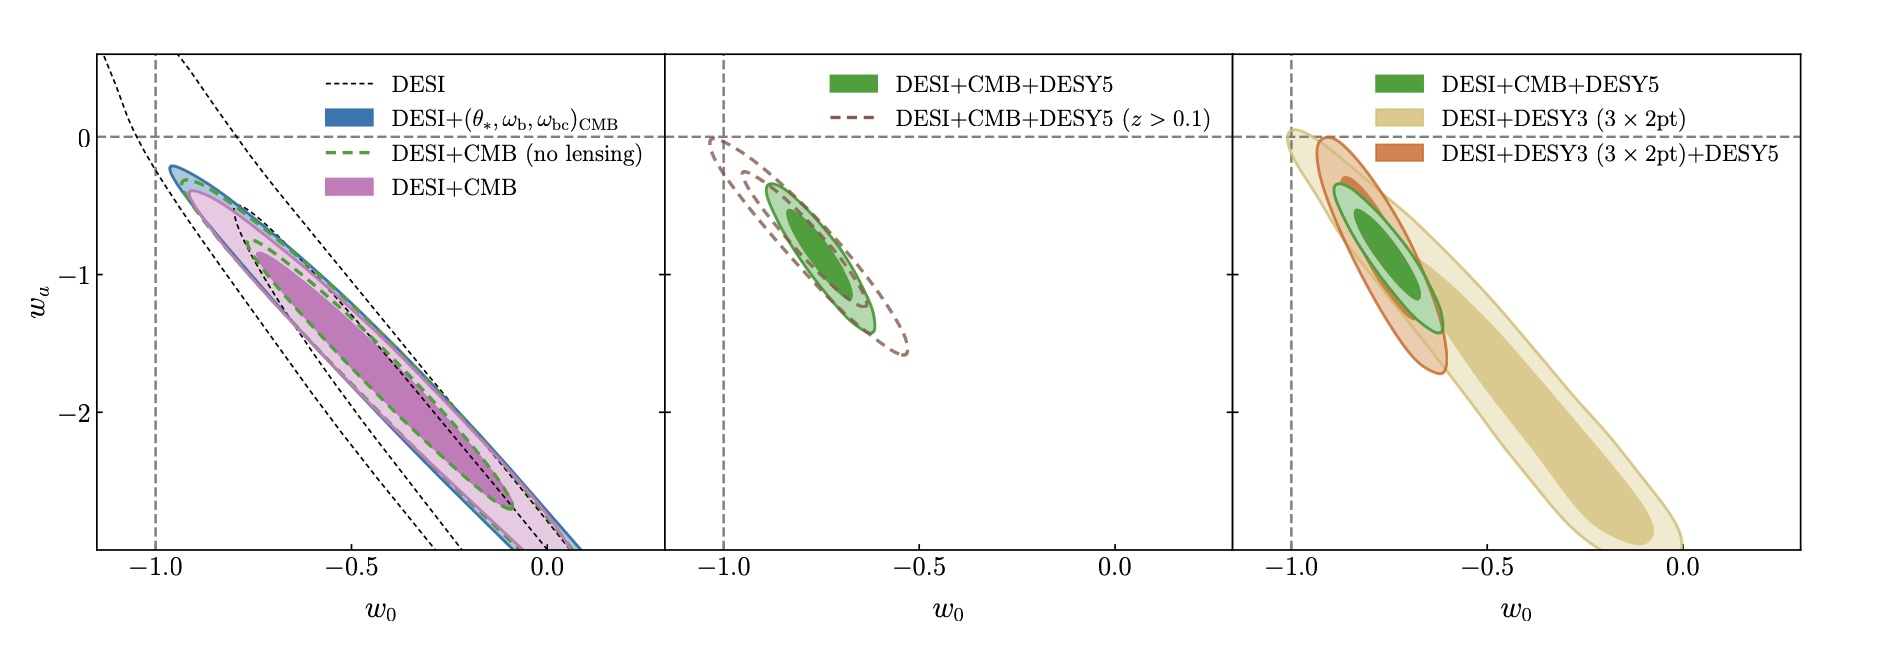 DESI
DESI+(θ∗, ωb, ωbc)CMB
DESI+CMB (no lensing)
DESI+CMB
DESI+CMB+DESY5
DESI+CMB+DESY5 (z > 0.1)
DESI+CMB+DESY5
DESI+DESY3 (3 × 2pt)
DESI+DESY3 (3 × 2pt)+DESY5
wa
0
−1
−2
−1.0 −0.5 0.0
−1.0 −0.5 0.0
−1.0 −0.5 0.0
w0
w0
w0